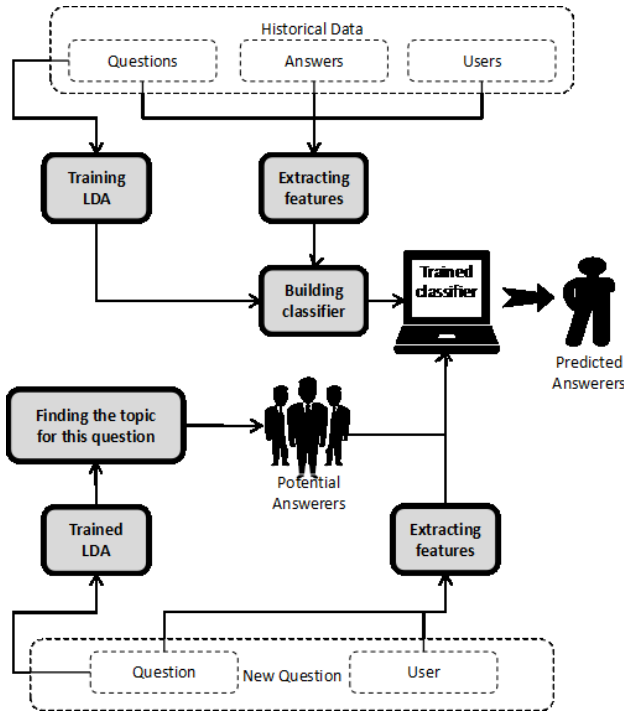 Historical Data
Questions
Answers
Users
Training
LDA
Extracting
features
Building
classifier
Trained
classifier
Predicted
Answerers
Finding the topic
for this question
Potential
Answerers
Trained
LDA
Extracting
features
Question
New Question
User